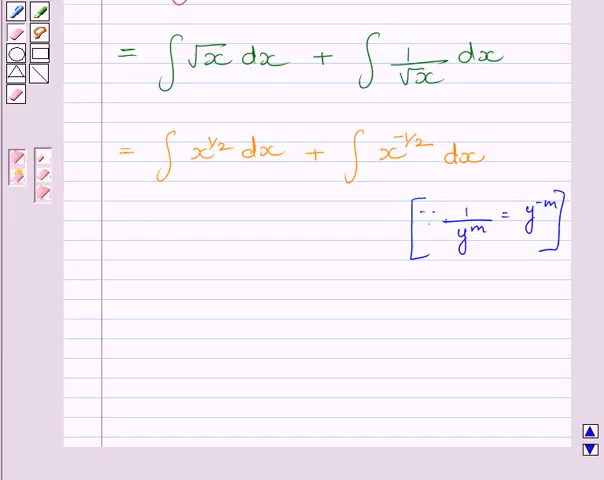 = ∫ √x dx + ∫ 1/√x dx
= ∫ x^1/2 dx + ∫ x^-1/2 dx
[∵ 1/y^m = y^-m]